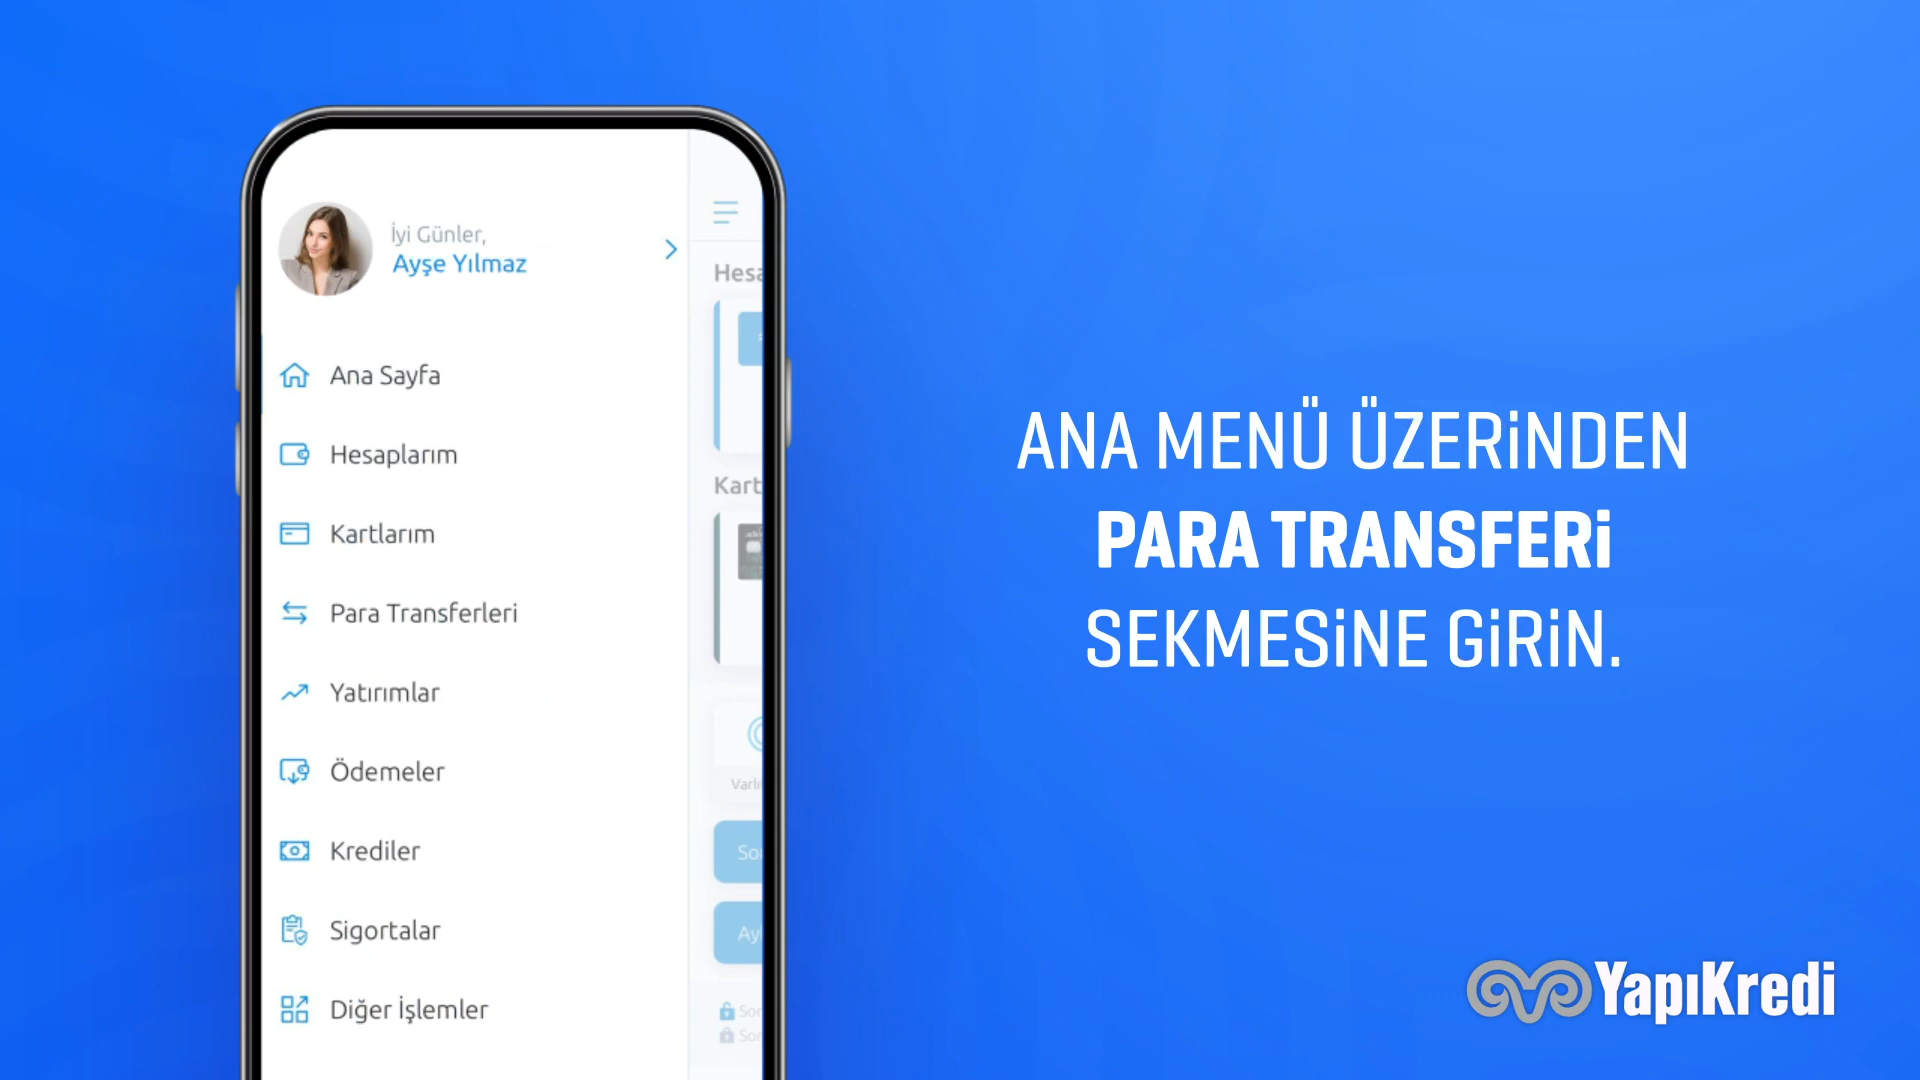 İyi Günler,
Ayşe Yılmaz
Ana Sayfa
Hesaplarım
Kartlarım
Para Transferleri
Yatırımlar
Ödemeler
Krediler
Sigortalar
Diğer İşlemler
ANA MENÜ ÜZERİNDEN
PARA TRANSFERİ
SEKMESİNE GİRİN.
YapıKredi